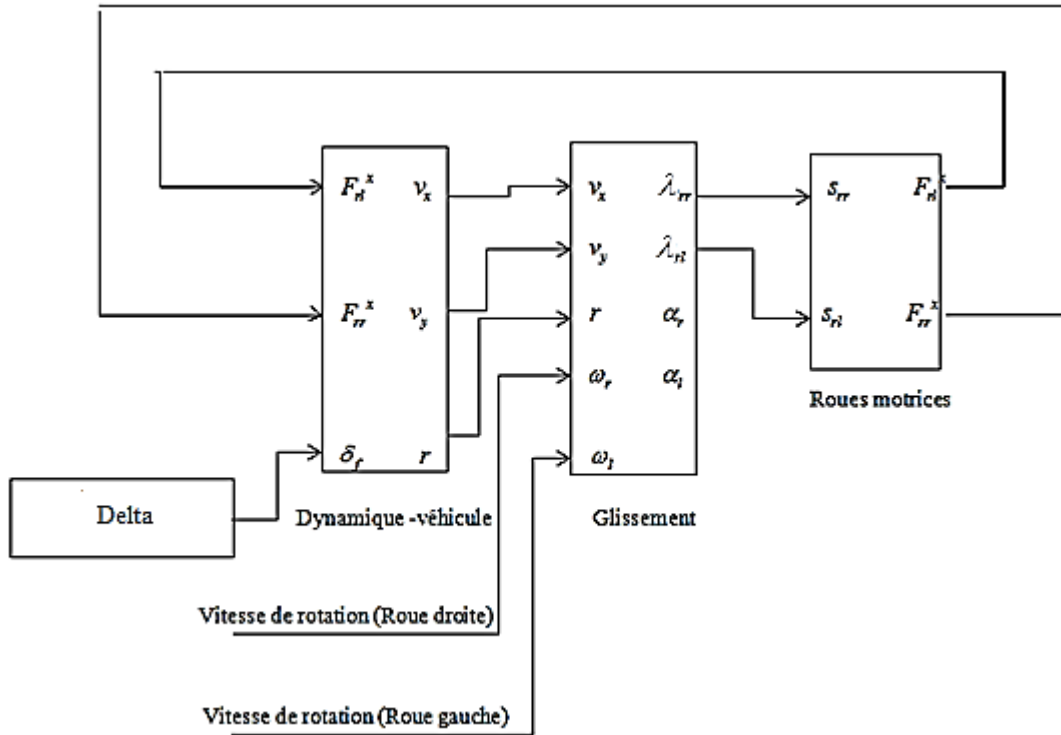 F_rl^x v_x
F_rr^x v_y
δ_f r
v_x λ_rr
v_y λ_rl
r α_r
ω_r α_l
ω_l
s_rr F_rl^x
s_rl F_rr^x
Roues motrices
Delta
Dynamique -véhicule
Glissement
Vitesse de rotation (Roue droite)
Vitesse de rotation (Roue gauche)